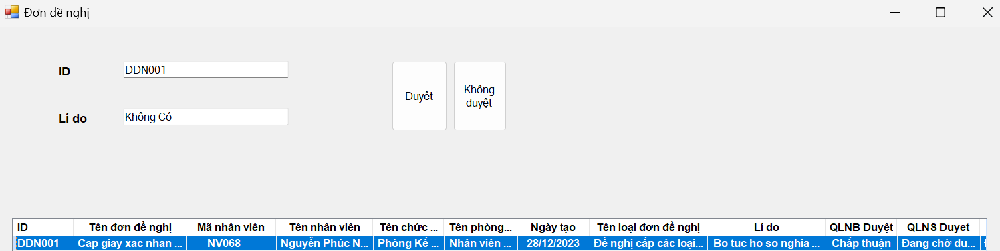 Đơn đề nghị
ID
DDN001
Duyệt
Không
duyệt
Lí do
Không Có
ID Tên đơn đề nghị Mã nhân viên Tên nhân viên Tên chức ... Tên phòng... Ngày tạo Tên loại đơn đề nghị Lí do QLNB Duyệt QLNS Duyet
DDN001 Cap giay xac nhan ... NV068 Nguyễn Phúc N... Phòng Kế ... Nhân viên ... 28/12/2023 Đề nghị cấp các loại... Bo tuc ho so nghia ... Chấp thuận Đang chờ du...